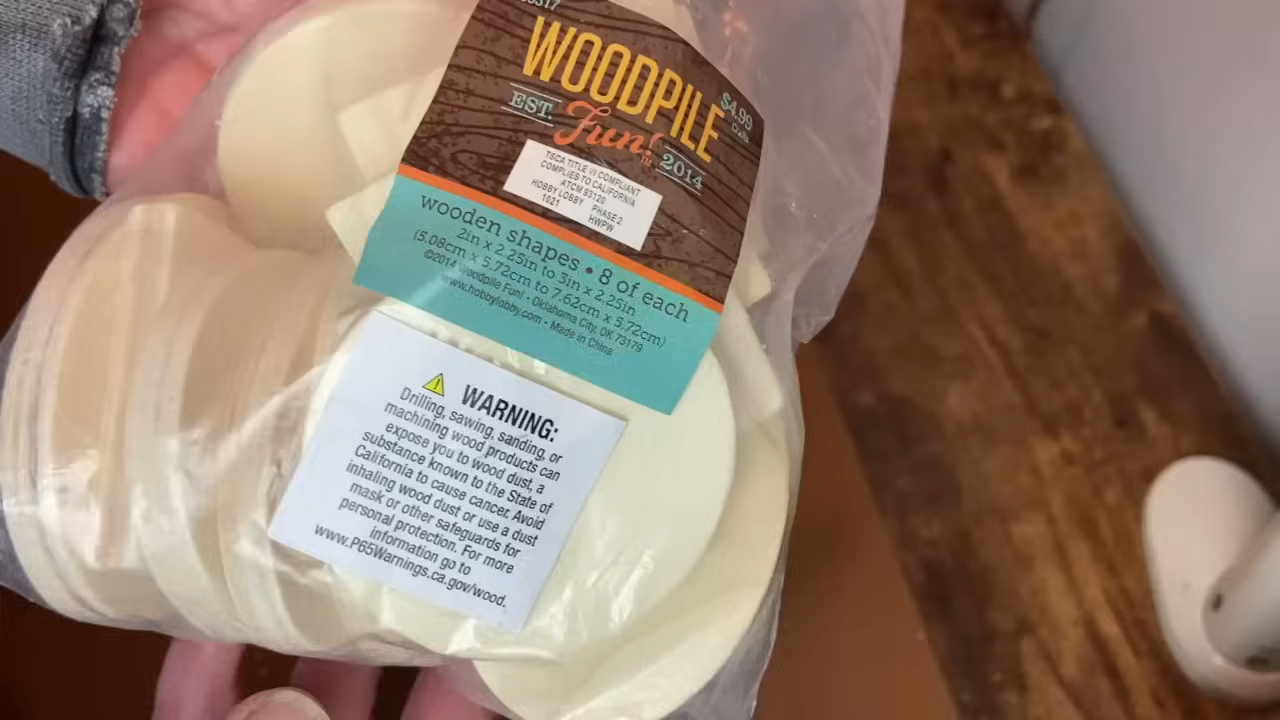 WOODPILE
$4.99
Crafts
EST. Fun! ™ 2014
TSCA TITLE VI COMPLIANT
COMPLIES TO CALIFORNIA
ATCM 93120
HOBBY LOBBY PHASE 2
1021 HWPW
wooden shapes • 8 of each
2in x 2.25in to 3in x 2.25in
(5.08cm x 5.72cm to 7.62cm x 5.72cm)
©2014 Woodpile Fun! • Oklahoma City, OK 73179
www.hobbylobby.com • Made in China
WARNING:
Drilling, sawing, sanding, or
machining wood products can
expose you to wood dust, a
substance known to the State of
California to cause cancer. Avoid
inhaling wood dust or use a dust
mask or other safeguards for
personal protection. For more
information go to
www.P65Warnings.ca.gov/wood.